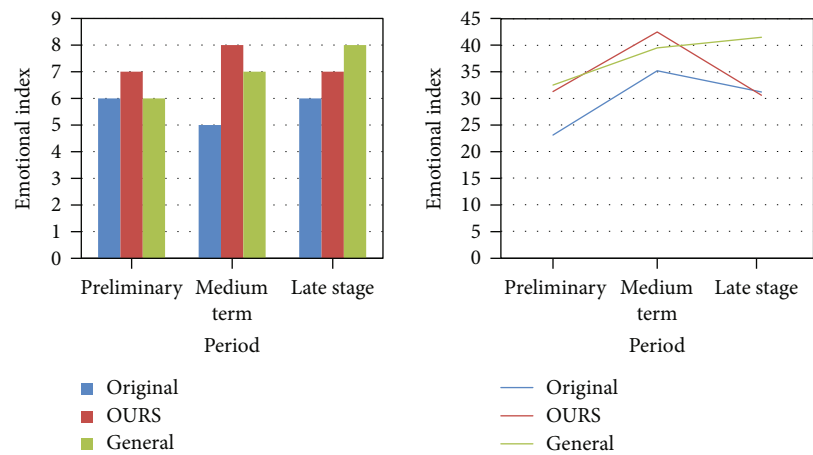 9
8
7
6
5
4
3
2
1
0
Emotional index
Preliminary
Medium
term
Late stage
Period
Original
OURS
General
45
40
35
30
25
20
15
10
5
0
Emotional index
Preliminary
Medium
term
Late stage
Period
Original
OURS
General